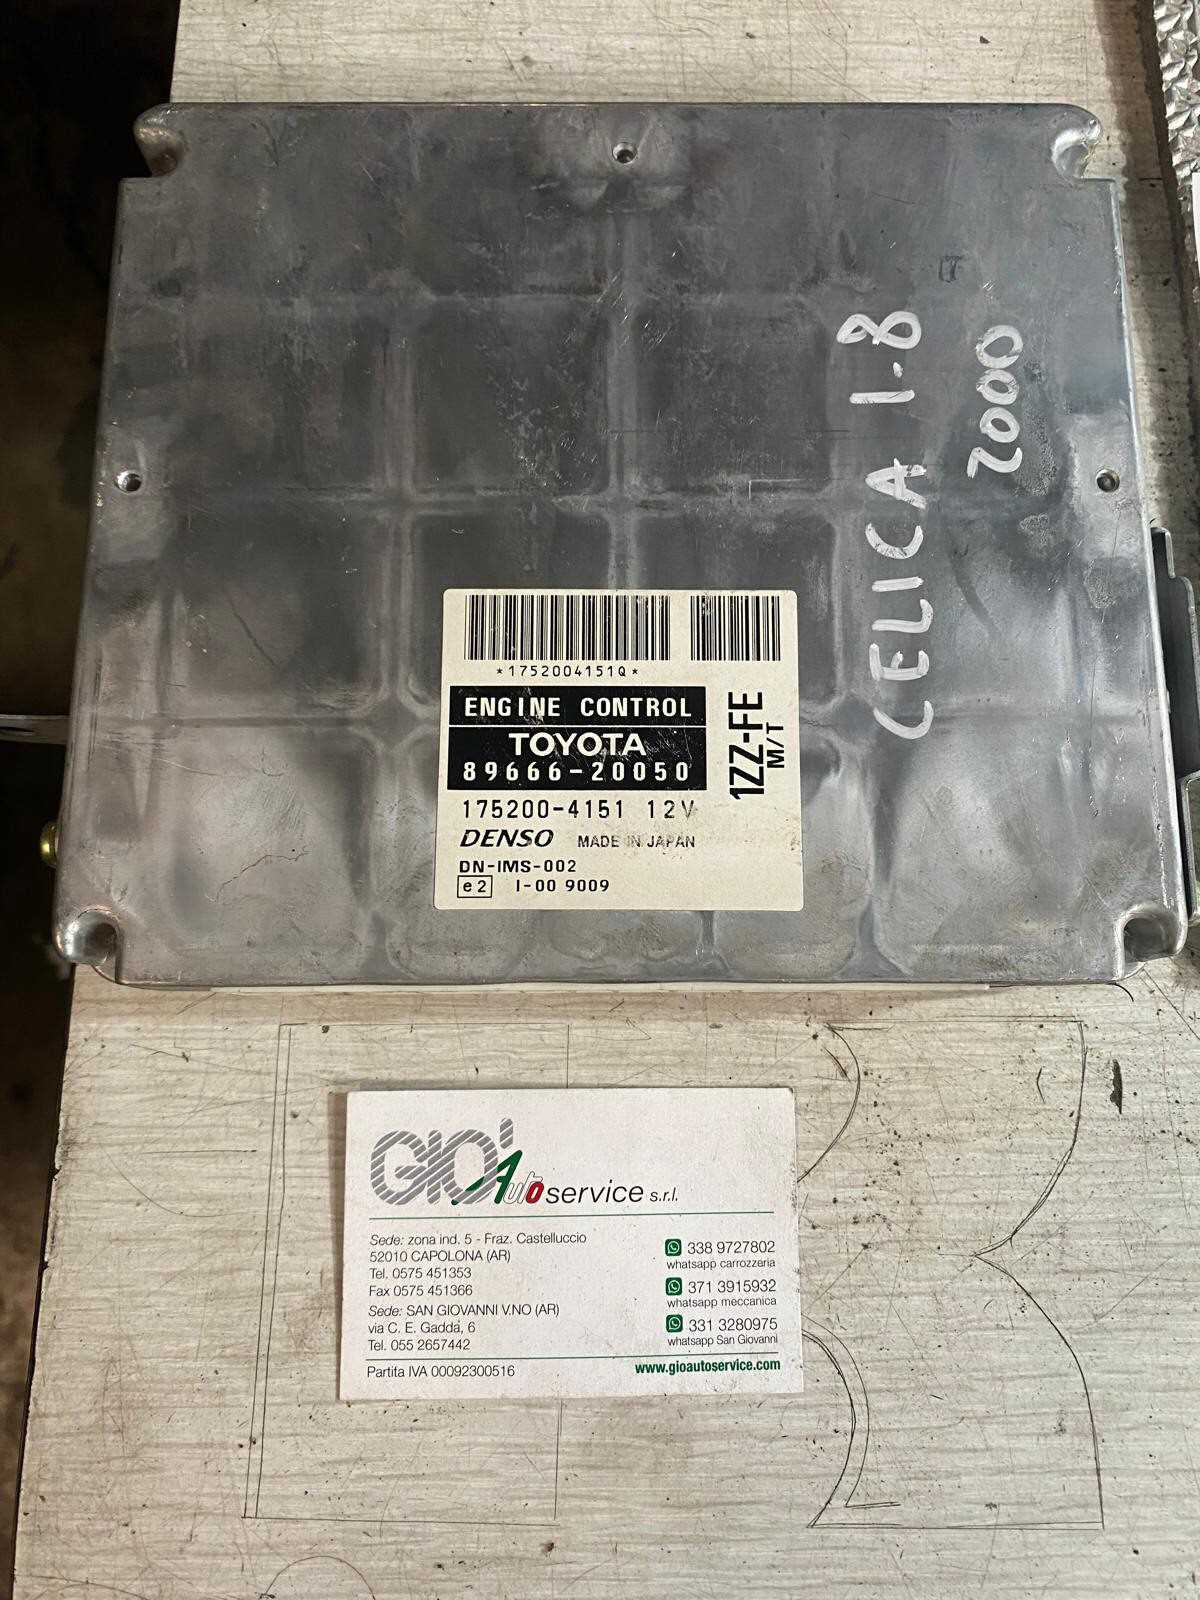 CELICA 1.8
2000
*1752004151Q*
ENGINE CONTROL
TOYOTA
89666-20050
1ZZ-FE
M/T
175200-4151 12V
DENSO MADE IN JAPAN
DN-IMS-002
e2 I-00 9009
GIO' Auto service s.r.l.
Sede: zona ind. 5 - Fraz. Castelluccio
52010 CAPOLONA (AR)
Tel. 0575 451353
Fax 0575 451366
Sede: SAN GIOVANNI V.NO (AR)
via C. E. Gadda, 6
Tel. 055 2657442
338 9727802
whatsapp carrozzeria
371 3915932
whatsapp meccanica
331 3280975
whatsapp San Giovanni
Partita IVA 00092300516
www.gioautoservice.com